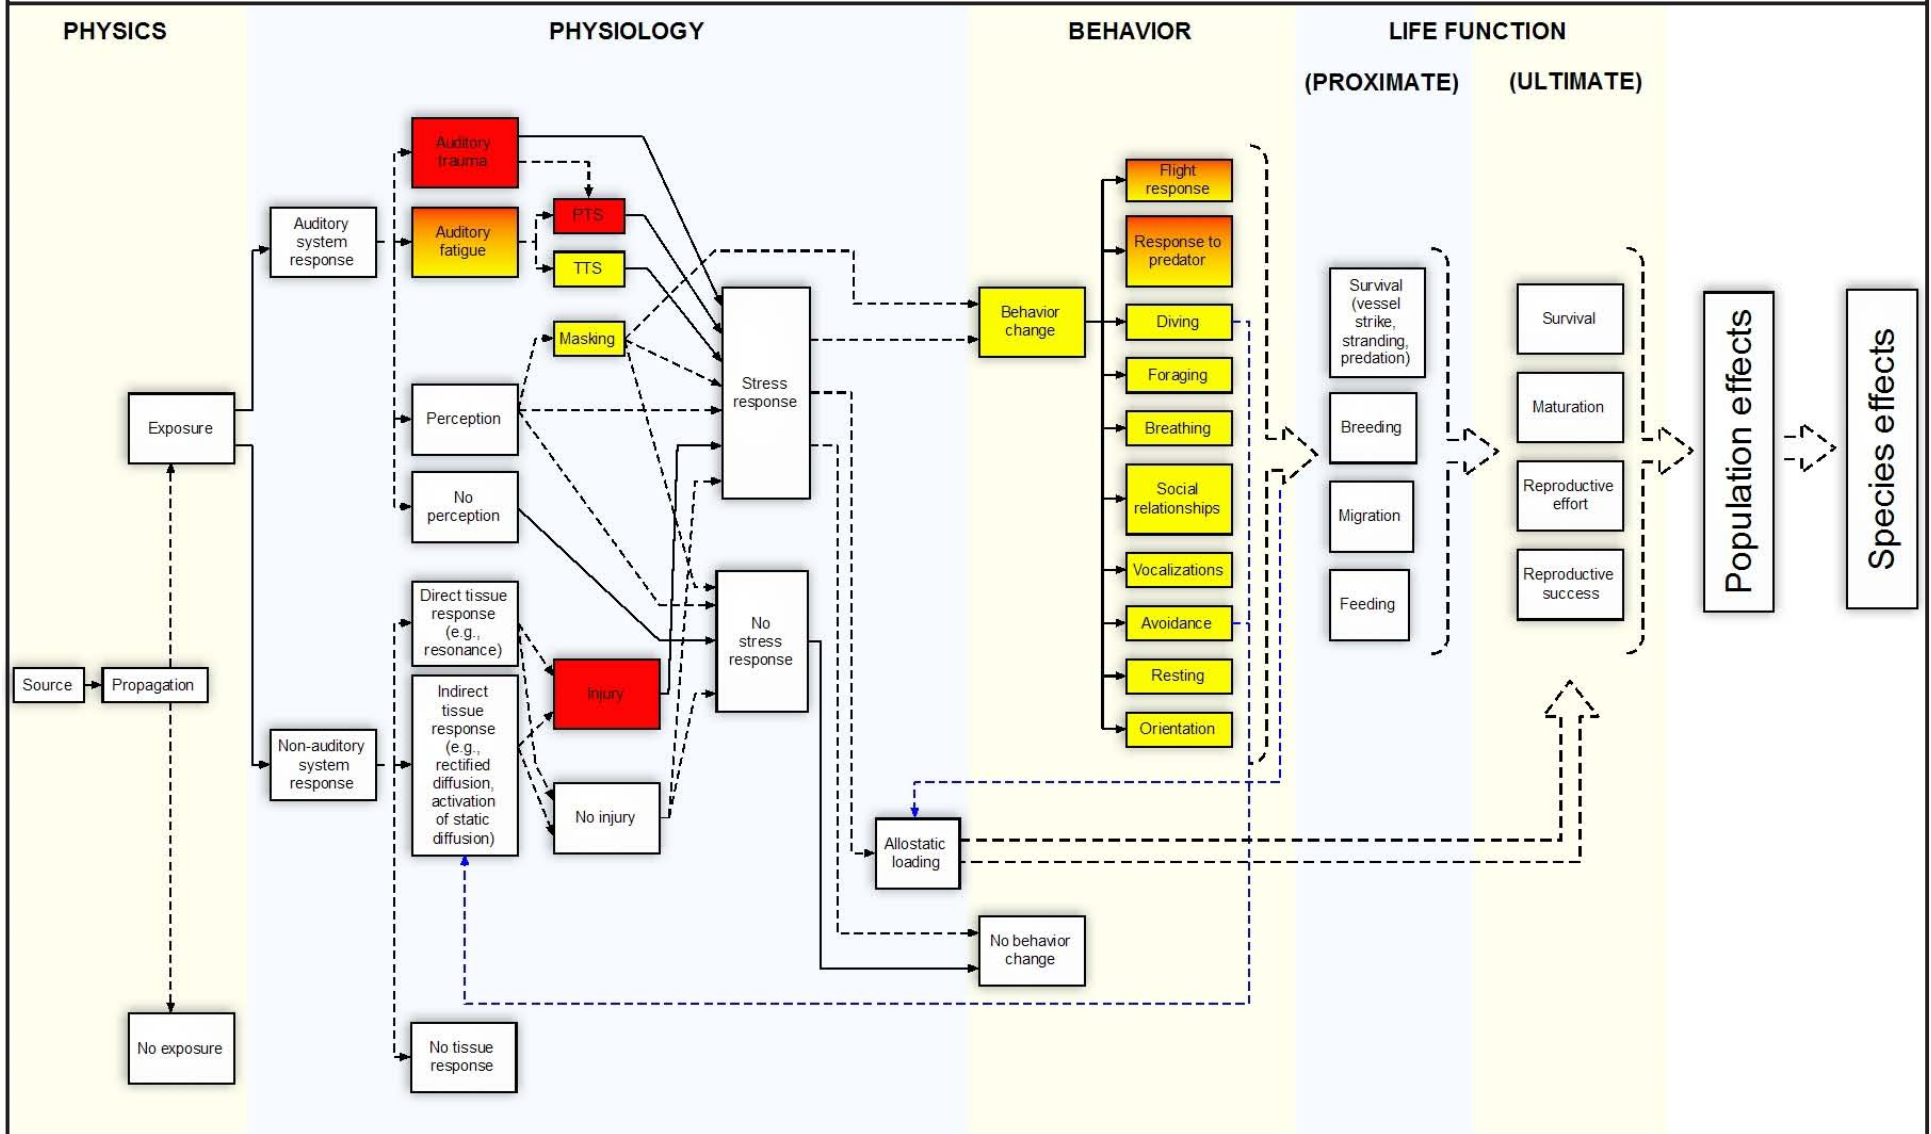 PHYSICS
PHYSIOLOGY
BEHAVIOR
LIFE FUNCTION
(PROXIMATE)
(ULTIMATE)
Source
Propagation
Exposure
No exposure
Auditory
system
response
Non-auditory
system
response
Auditory
trauma
Auditory
fatigue
PTS
TTS
Masking
Perception
No
perception
Direct tissue
response
(e.g.,
resonance)
Indirect
tissue
response
(e.g.,
rectified
diffusion,
activation
of static
diffusion)
No tissue
response
Injury
No injury
Stress
response
No
stress
response
Allostatic
loading
Behavior
change
No behavior
change
Flight
response
Response to
predator
Diving
Foraging
Breathing
Social
relationships
Vocalizations
Avoidance
Resting
Orientation
Survival
(vessel
strike,
stranding,
predation)
Breeding
Migration
Feeding
Survival
Maturation
Reproductive
effort
Reproductive
success
Population effects
Species effects